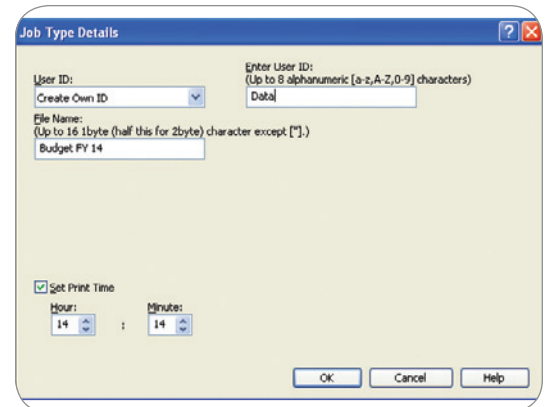 Job Type Details
User ID:
Create Own ID
Enter User ID:
(Up to 8 alphanumeric [a-z,A-Z,0-9] characters)
Data
File Name:
(Up to 16 1byte (half this for 2byte) character except ["].)
Budget FY 14
Set Print Time
Hour: Minute:
14 : 14
OK Cancel Help